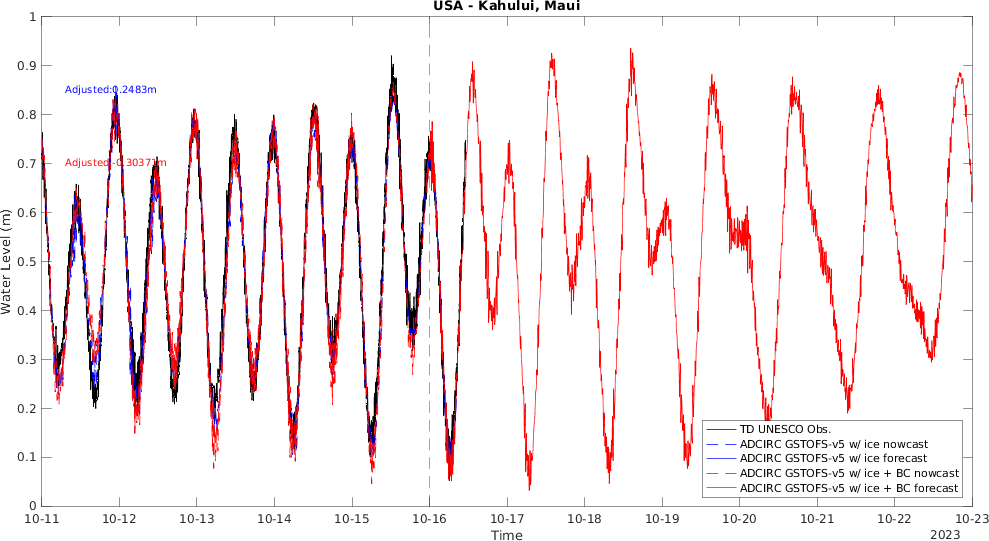 USA - Kahului, Maui
1
0.9
0.8
0.7
0.6
0.5
0.4
0.3
0.2
0.1
0
Water Level (m)
Adjusted:0.2483m
Adjusted:-0.30371m
TD UNESCO Obs.
ADCIRC GSTOFS-v5 w/ ice nowcast
ADCIRC GSTOFS-v5 w/ ice forecast
ADCIRC GSTOFS-v5 w/ ice + BC nowcast
ADCIRC GSTOFS-v5 w/ ice + BC forecast
10-11 10-12 10-13 10-14 10-15 10-16 10-17 10-18 10-19 10-20 10-21 10-22 10-23
Time
2023